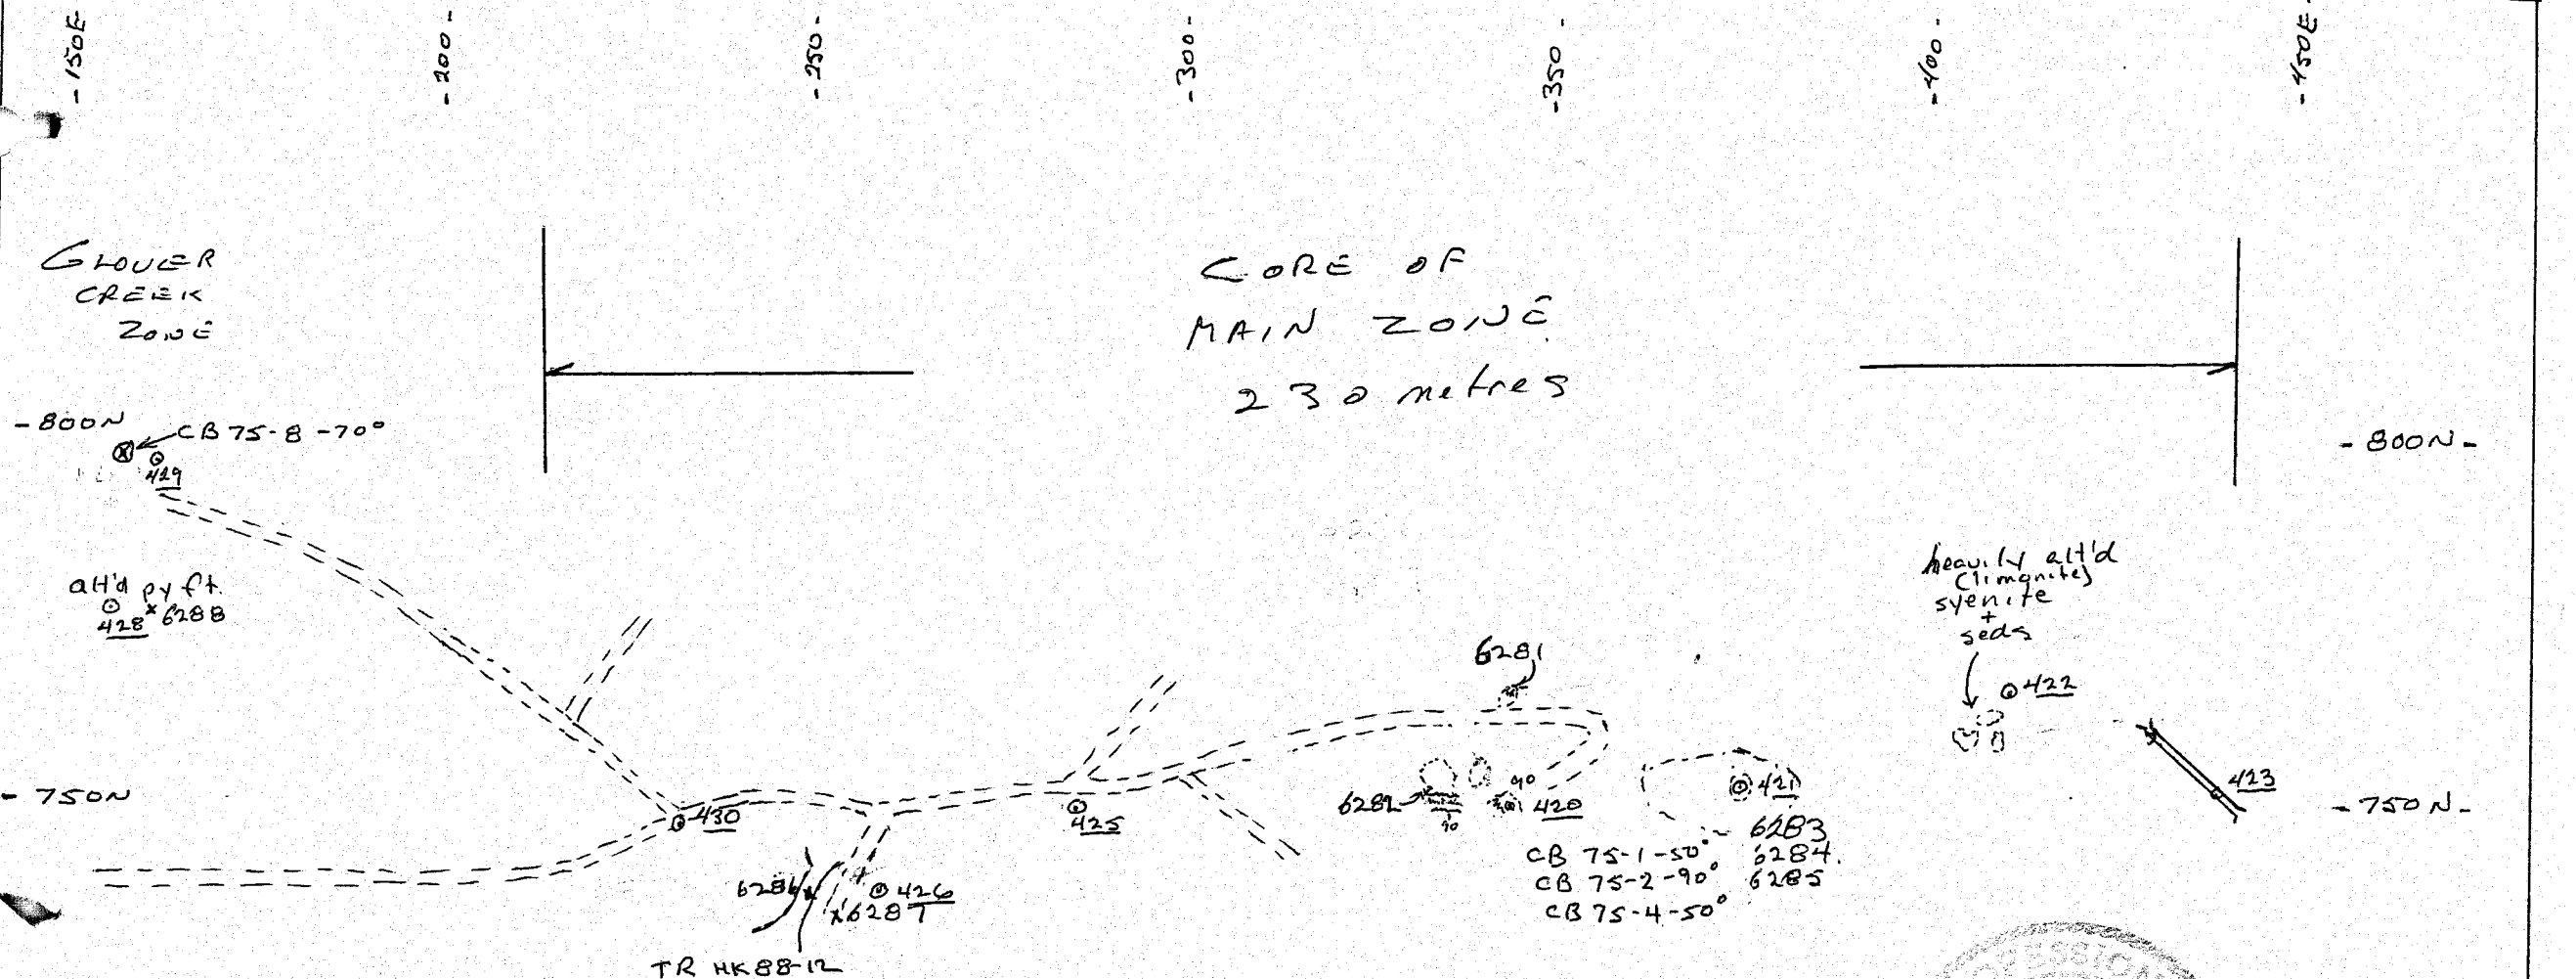 - 150E
- 200 -
- 250 -
- 300 -
- 350 -
- 400 -
- 450E -
GLOVER
CREEK
ZONE
CORE OF
MAIN ZONE
230 metres
- 800N
CB 75-8 -70°
429
- 800N -
alt'd py ft.
428 x 6288
heavily alt'd
(limonite)
syenite
+
seds
422
6281
- 750N
430
425
6282
90
90
420
421
423
- 750N -
6283
CB 75-1-50° 6284.
CB 75-2-90° 6285
CB 75-4-50°
426
x6287
TR HK88-12